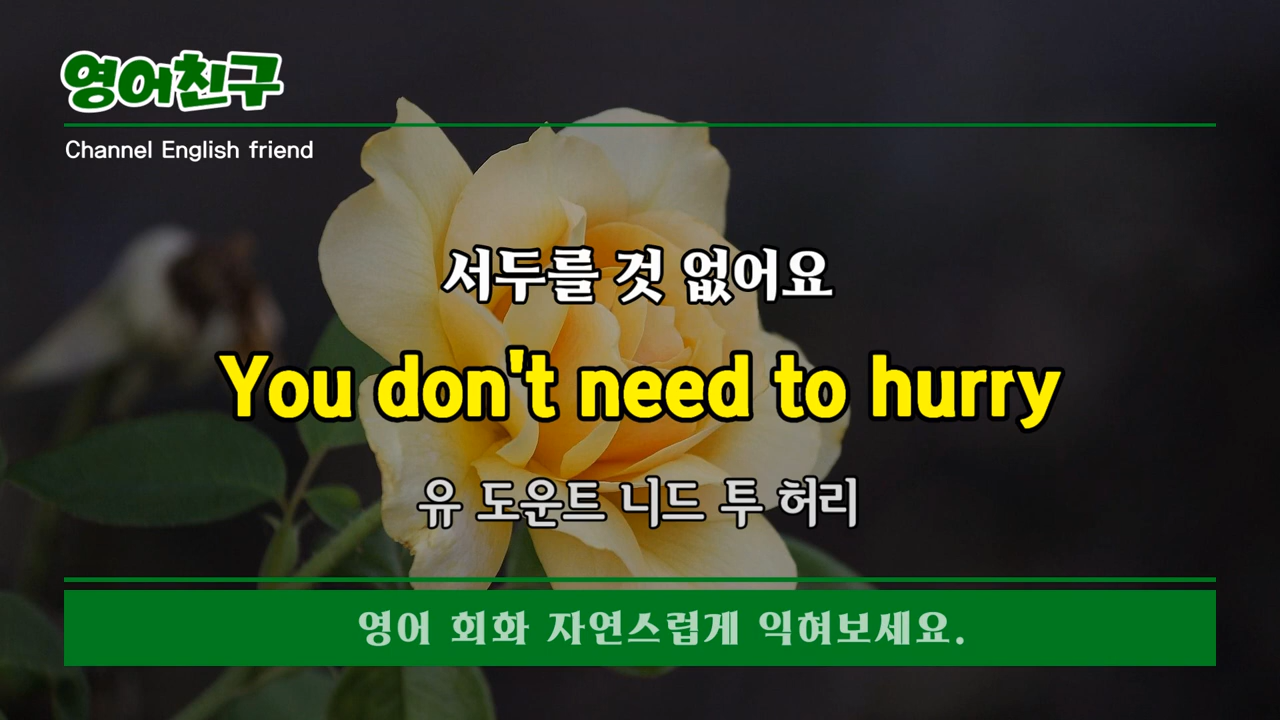 영어친구
Channel English friend
서두를 것 없어요
You don't need to hurry
유 도운트 니드 투 허리
영어 회화 자연스럽게 익혀보세요.